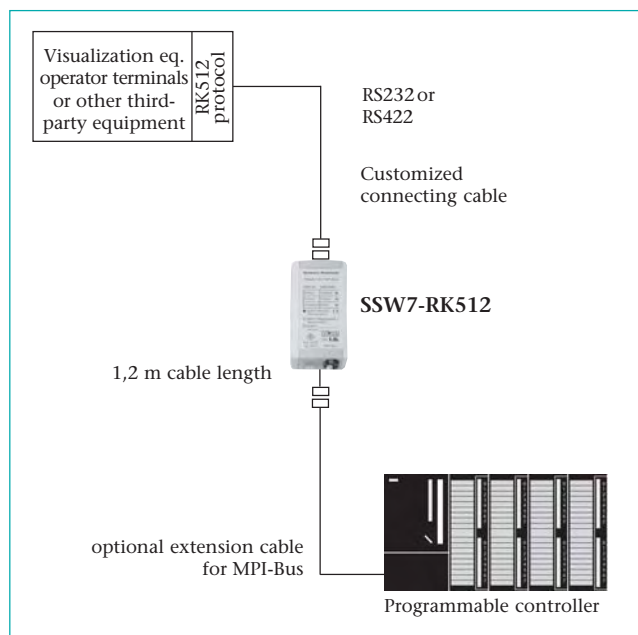 Visualization eq.
operator terminals
or other third-
party equipment
RK512
protocol
RS232 or
RS422
Customized
connecting cable
SSW7-RK512
1,2 m cable length
optional extension cable
for MPI-Bus
Programmable controller